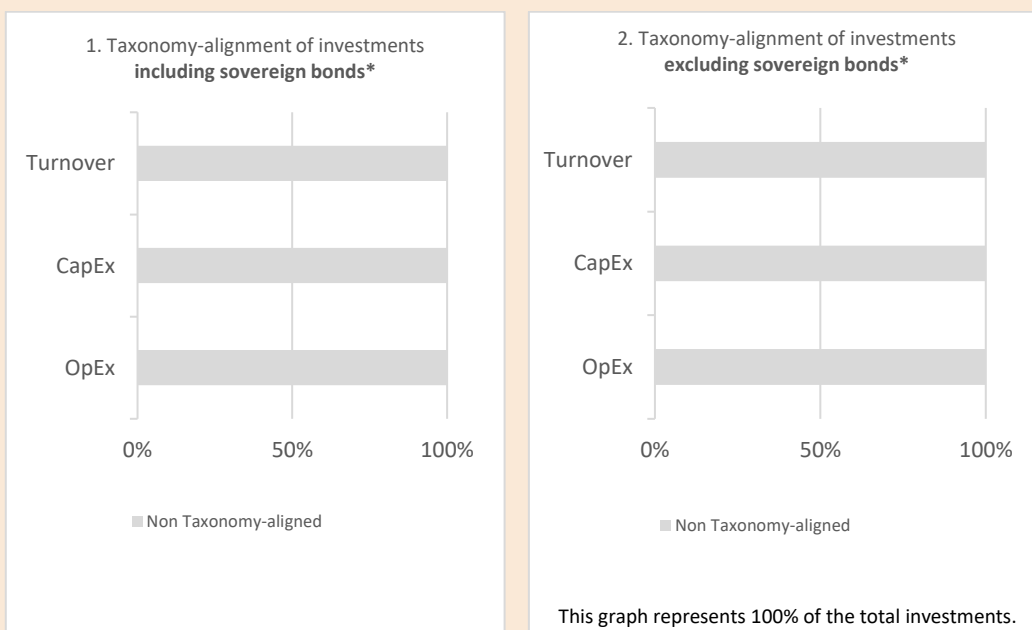 1. Taxonomy-alignment of investments
including sovereign bonds*
Turnover
CapEx
OpEx
0% 50% 100%
Non Taxonomy-aligned
2. Taxonomy-alignment of investments
excluding sovereign bonds*
Turnover
CapEx
OpEx
0% 50% 100%
Non Taxonomy-aligned
This graph represents 100% of the total investments.